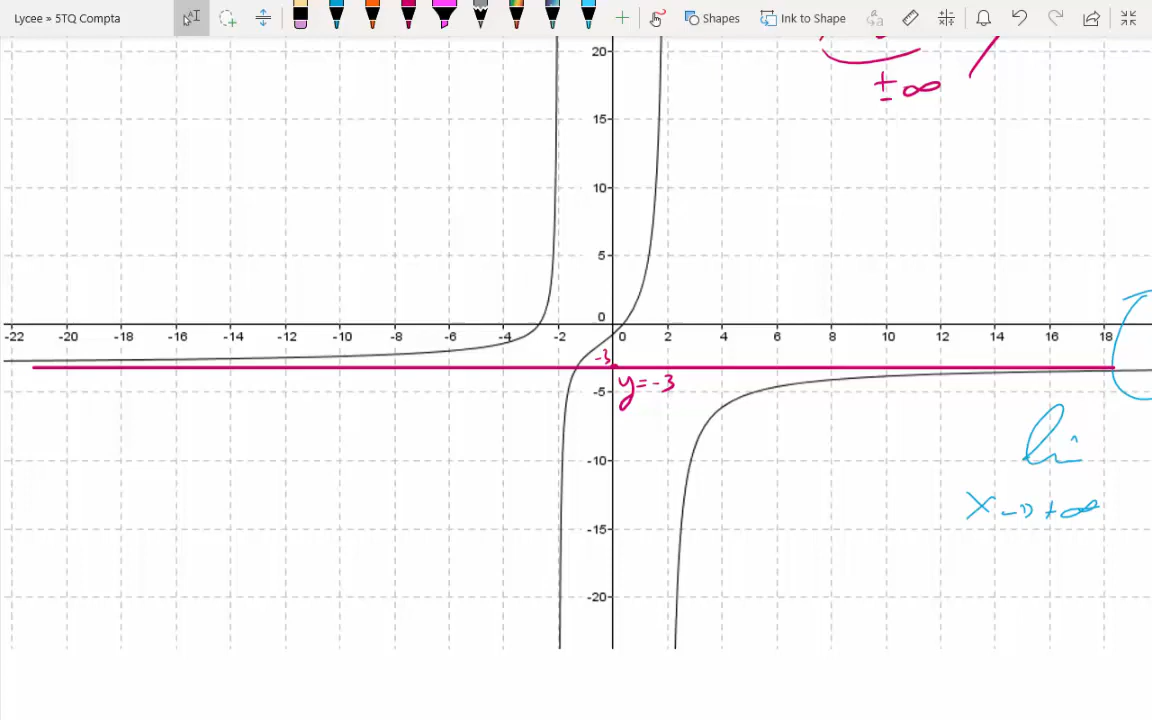 Lycee » 5TQ Compta
Shapes
Ink to Shape
±∞
20
15
10
5
0
-22 -20 -18 -16 -14 -12 -10 -8 -6 -4 -2 0 2 4 6 8 10 12 14 16 18
-3
y=-3
-5
-10
-15
-20
x→+∞